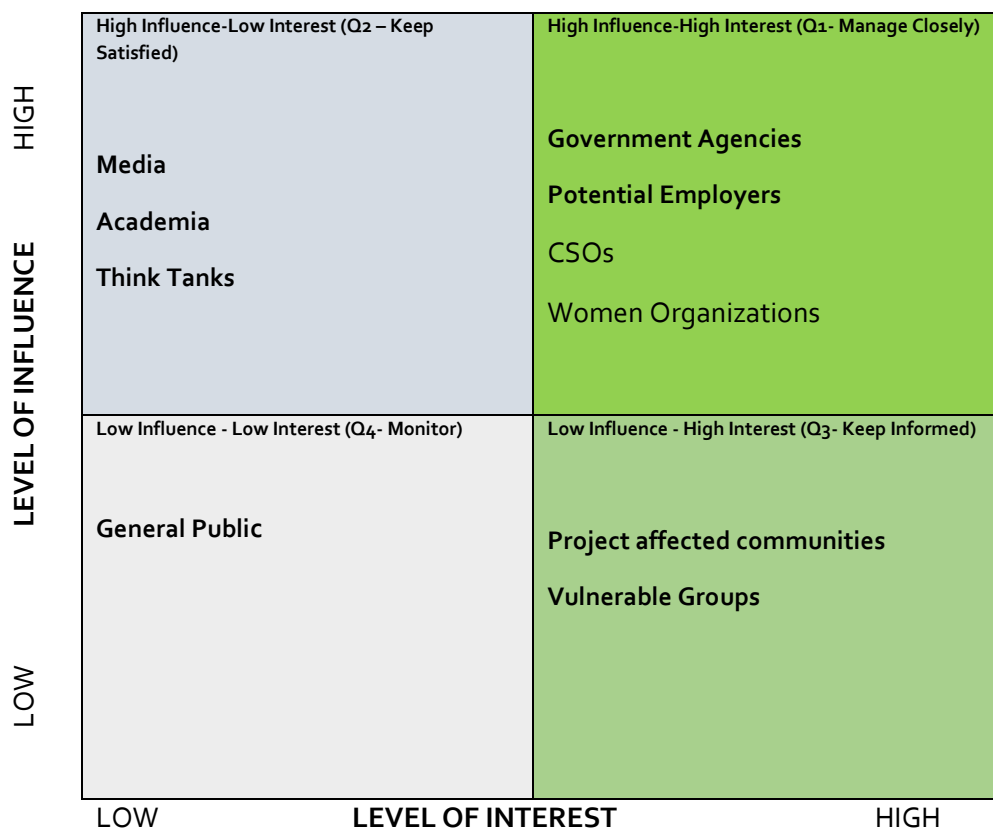 High Influence-Low Interest (Q2 – Keep
Satisfied)
Media
Academia
Think Tanks
High Influence-High Interest (Q1- Manage Closely)
Government Agencies
Potential Employers
CSOs
Women Organizations
Low Influence - Low Interest (Q4- Monitor)
General Public
Low Influence - High Interest (Q3- Keep Informed)
Project affected communities
Vulnerable Groups
HIGH
LEVEL OF INFLUENCE
LOW
LOW LEVEL OF INTEREST HIGH